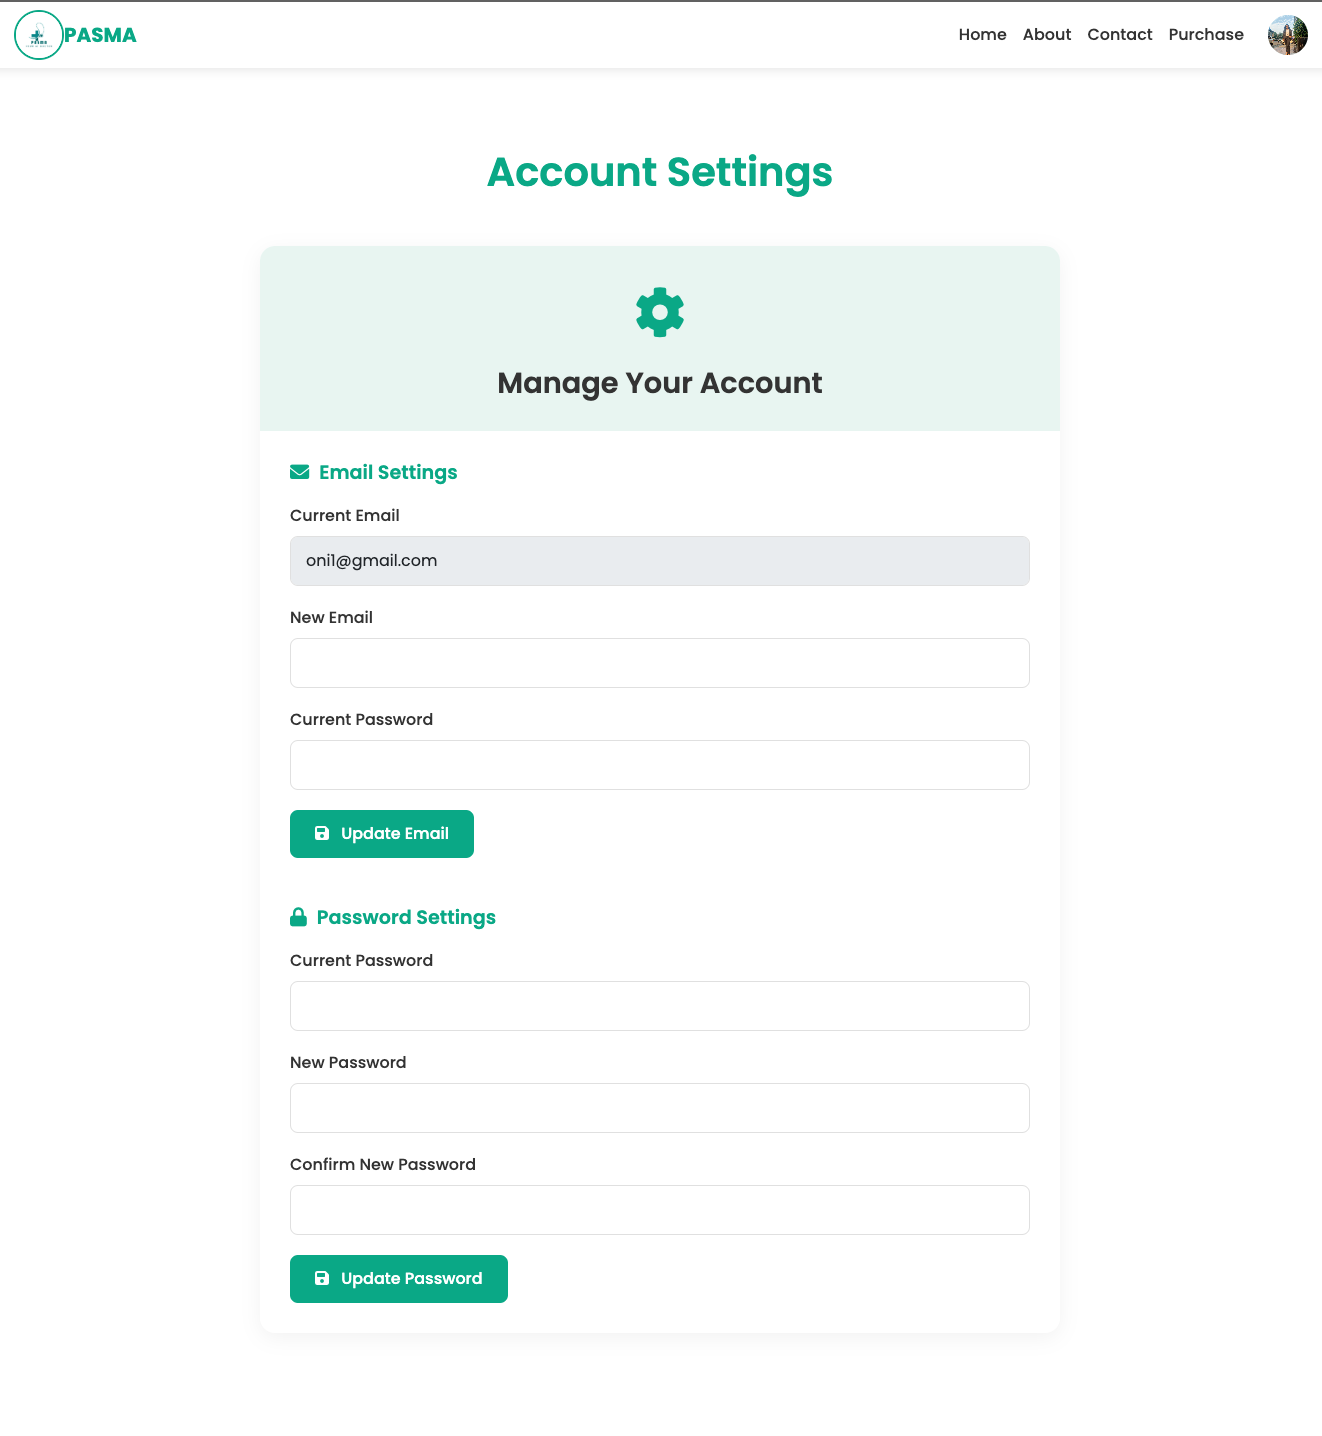 PASMA
Home
About
Contact
Purchase
Account Settings
Manage Your Account
Email Settings
Current Email
oni1@gmail.com
New Email
Current Password
Update Email
Password Settings
Current Password
New Password
Confirm New Password
Update Password